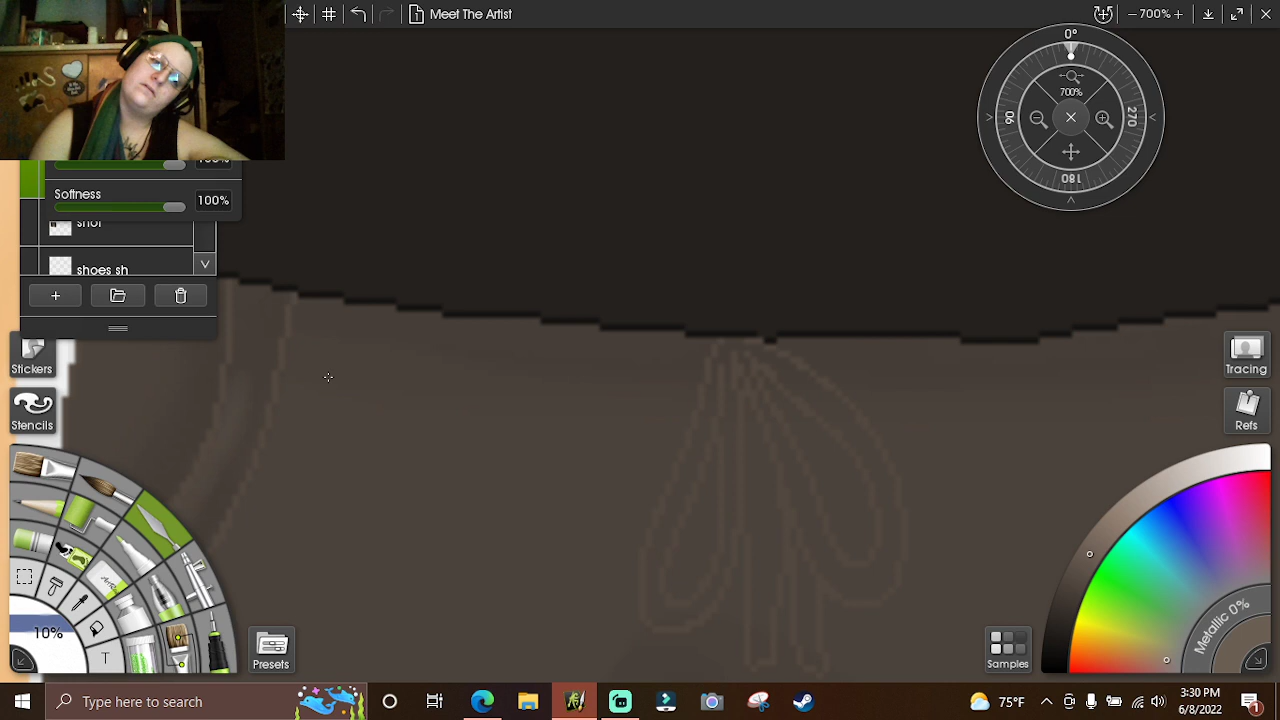 Meet The Artist
700%
0°
700%
90
270
180
Softness
100%
shoes sh
Stickers
Stencils
Tracing
Refs
10%
T
Presets
Samples
Metallic 0%
Type here to search
75°F
3:30 PM
6/8/2022
1